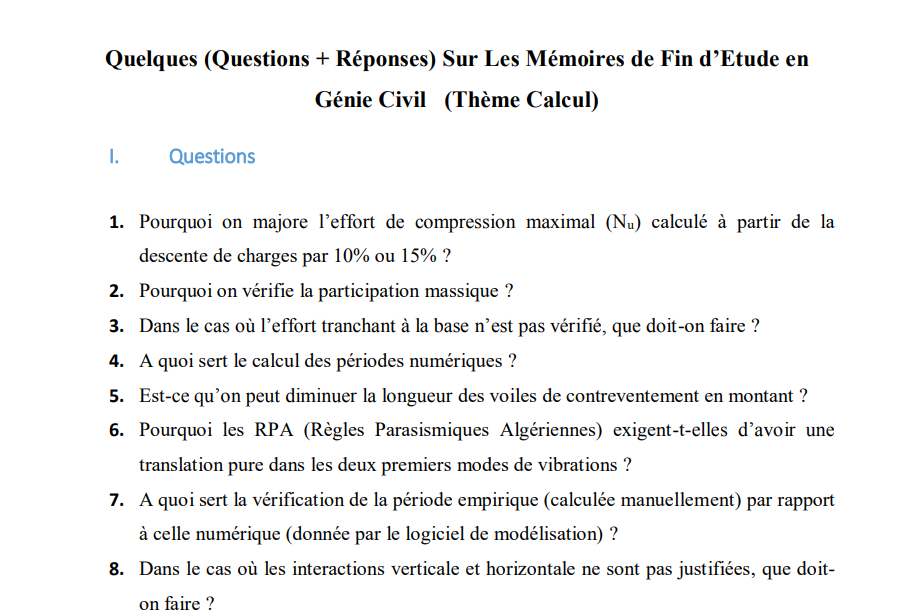 Quelques (Questions + Réponses) Sur Les Mémoires de Fin d’Etude en
Génie Civil (Thème Calcul)
I. Questions
1. Pourquoi on majore l’effort de compression maximal (Nu) calculé à partir de la
descente de charges par 10% ou 15% ?
2. Pourquoi on vérifie la participation massique ?
3. Dans le cas où l’effort tranchant à la base n’est pas vérifié, que doit-on faire ?
4. A quoi sert le calcul des périodes numériques ?
5. Est-ce qu’on peut diminuer la longueur des voiles de contreventement en montant ?
6. Pourquoi les RPA (Règles Parasismiques Algériennes) exigent-t-elles d’avoir une
translation pure dans les deux premiers modes de vibrations ?
7. A quoi sert la vérification de la période empirique (calculée manuellement) par rapport
à celle numérique (donnée par le logiciel de modélisation) ?
8. Dans le cas où les interactions verticale et horizontale ne sont pas justifiées, que doit-
on faire ?